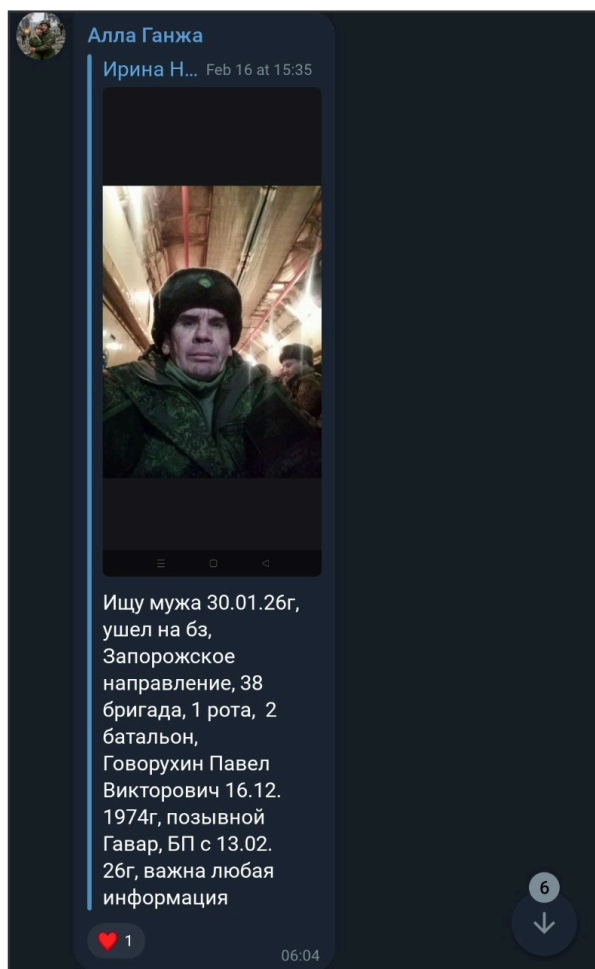 Алла Ганжа
Ирина Н... Feb 16 at 15:35
Ищу мужа 30.01.26г,
ушел на бз,
Запорожское
направление, 38
бригада, 1 рота, 2
батальон,
Говорухин Павел
Викторович 16.12.
1974г, позывной
Гавар, БП с 13.02.
26г, важна любая
информация
1
06:04
6